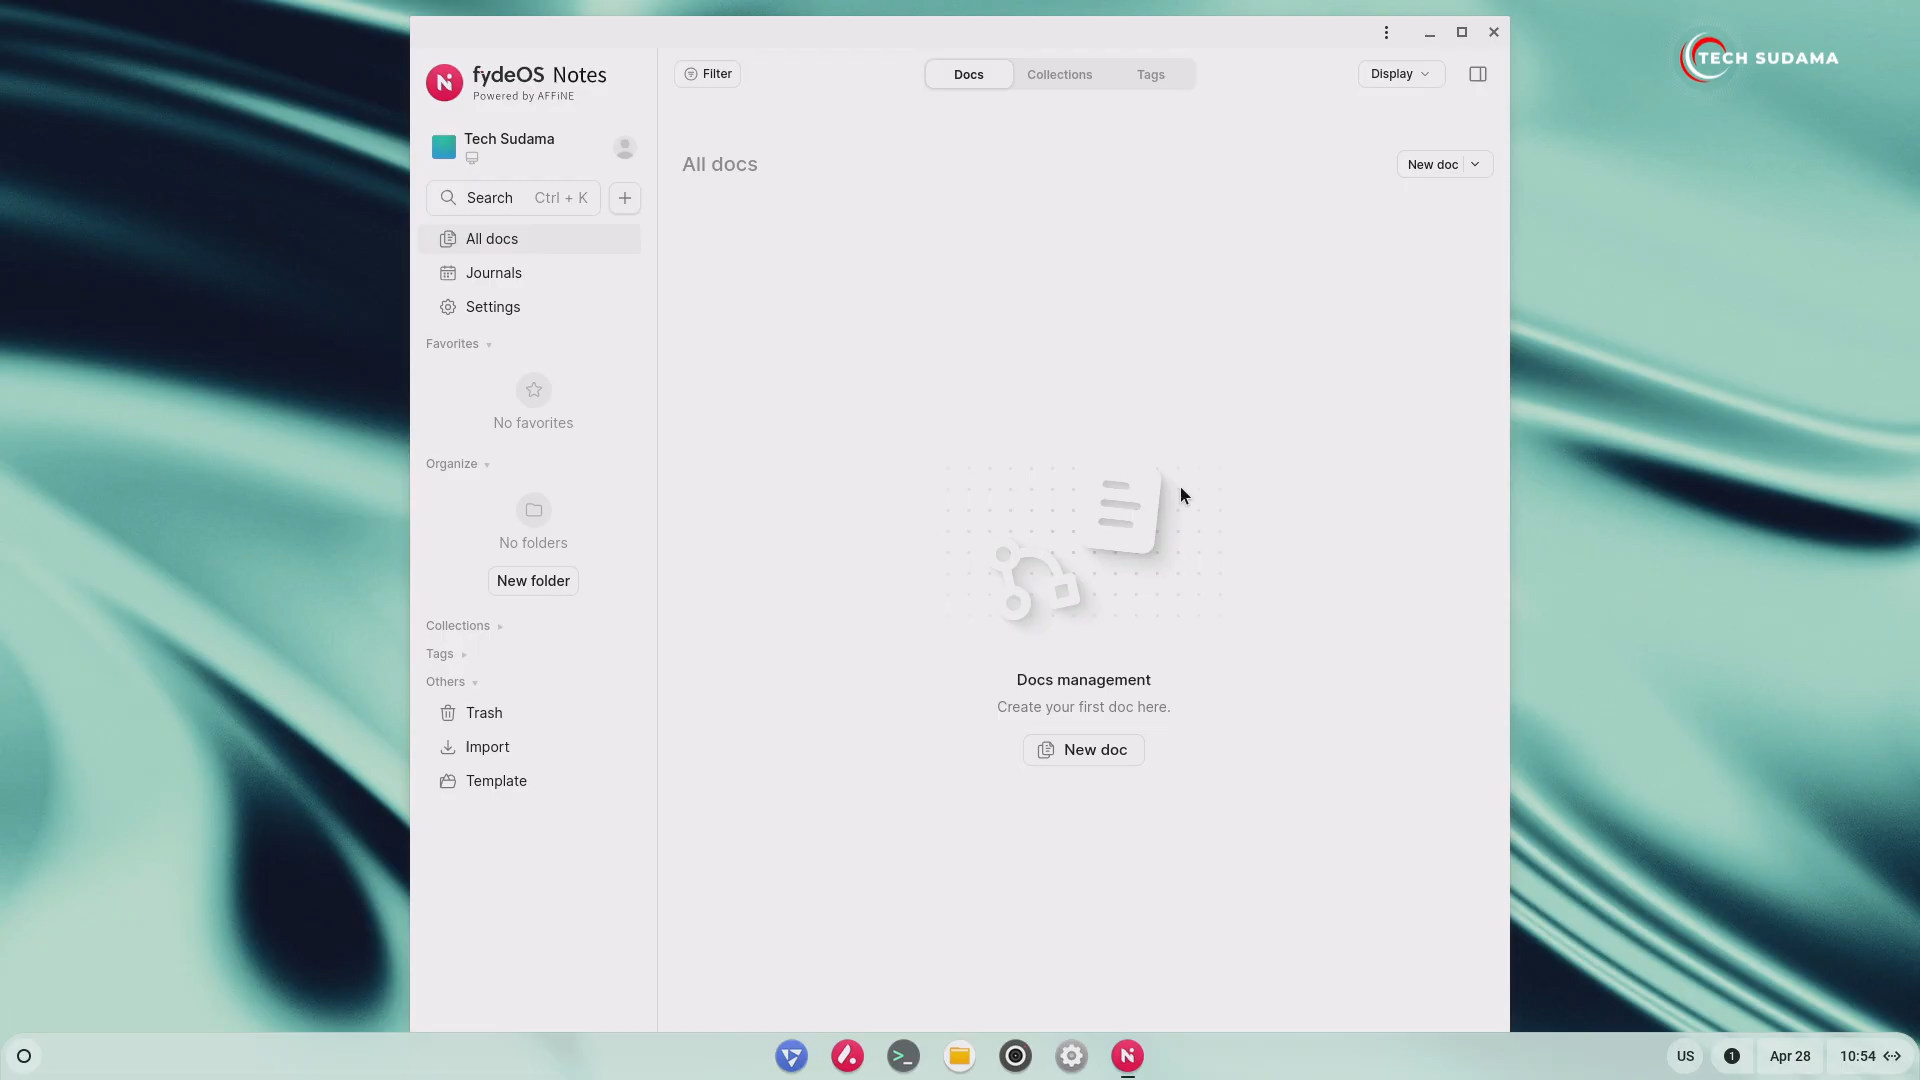 TECH SUDAMA
fydeOS Notes
Powered by AFFiNE
Filter
Docs
Collections
Tags
Display
Tech Sudama
All docs
New doc
Search
Ctrl + K
All docs
Journals
Settings
Favorites
No favorites
Organize
No folders
New folder
Collections
Tags
Others
Trash
Import
Template
Docs management
Create your first doc here.
New doc
US
1
Apr 28
10:54